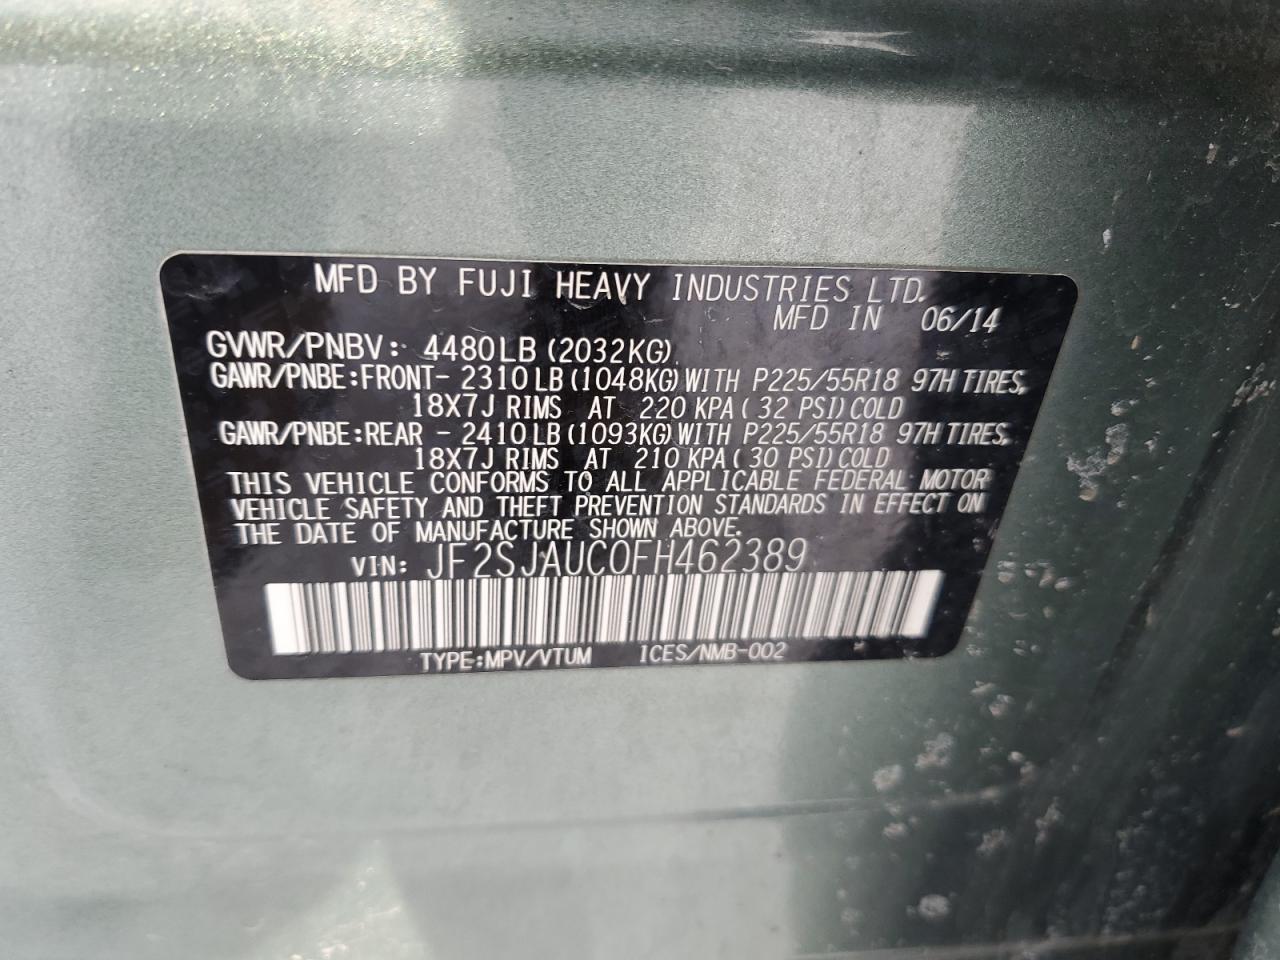 MFD BY FUJI HEAVY INDUSTRIES LTD.
MFD IN 06/14
GVWR/PNBV: 4480LB (2032KG)
GAWR/PNBE:FRONT- 2310LB(1048KG)WITH P225/55R18 97H TIRES,
18X7J RIMS AT 220 KPA( 32 PSI)COLD
GAWR/PNBE:REAR - 2410LB(1093KG)WITH P225/55R18 97H TIRES,
18X7J RIMS AT 210 KPA( 30 PSI)COLD
THIS VEHICLE CONFORMS TO ALL APPLICABLE FEDERAL MOTOR
VEHICLE SAFETY AND THEFT PREVENTION STANDARDS IN EFFECT ON
THE DATE OF MANUFACTURE SHOWN ABOVE.
VIN: JF2SJAUC0FH462389
TYPE:MPV/VTUM ICES/NMB-002